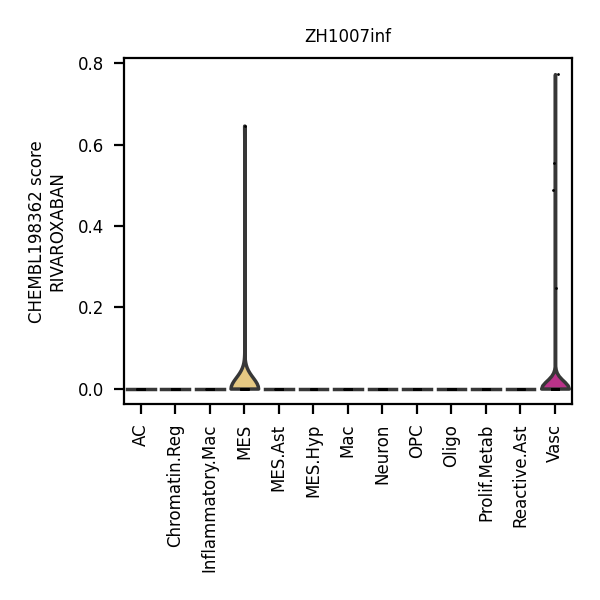 ZH1007inf
CHEMBL198362 score
RIVAROXABAN
0.8
0.6
0.4
0.2
0.0
AC
Chromatin.Reg
Inflammatory.Mac
MES
MES.Ast
MES.Hyp
Mac
Neuron
OPC
Oligo
Prolif.Metab
Reactive.Ast
Vasc